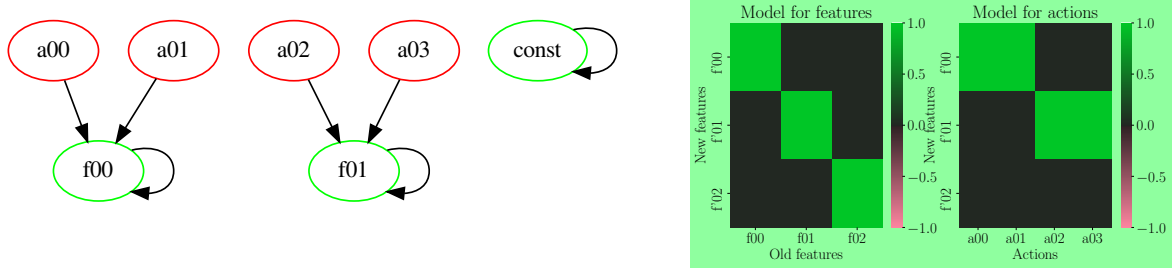 a00
a01
a02
a03
const
f00
f01
Model for features
New features
f'00
f'01
f'02
f00
f01
f02
Old features
1.0
0.5
0.0
−0.5
−1.0
Model for actions
New features
f'00
f'01
f'02
a00
a01
a02
a03
Actions
1.0
0.5
0.0
−0.5
−1.0